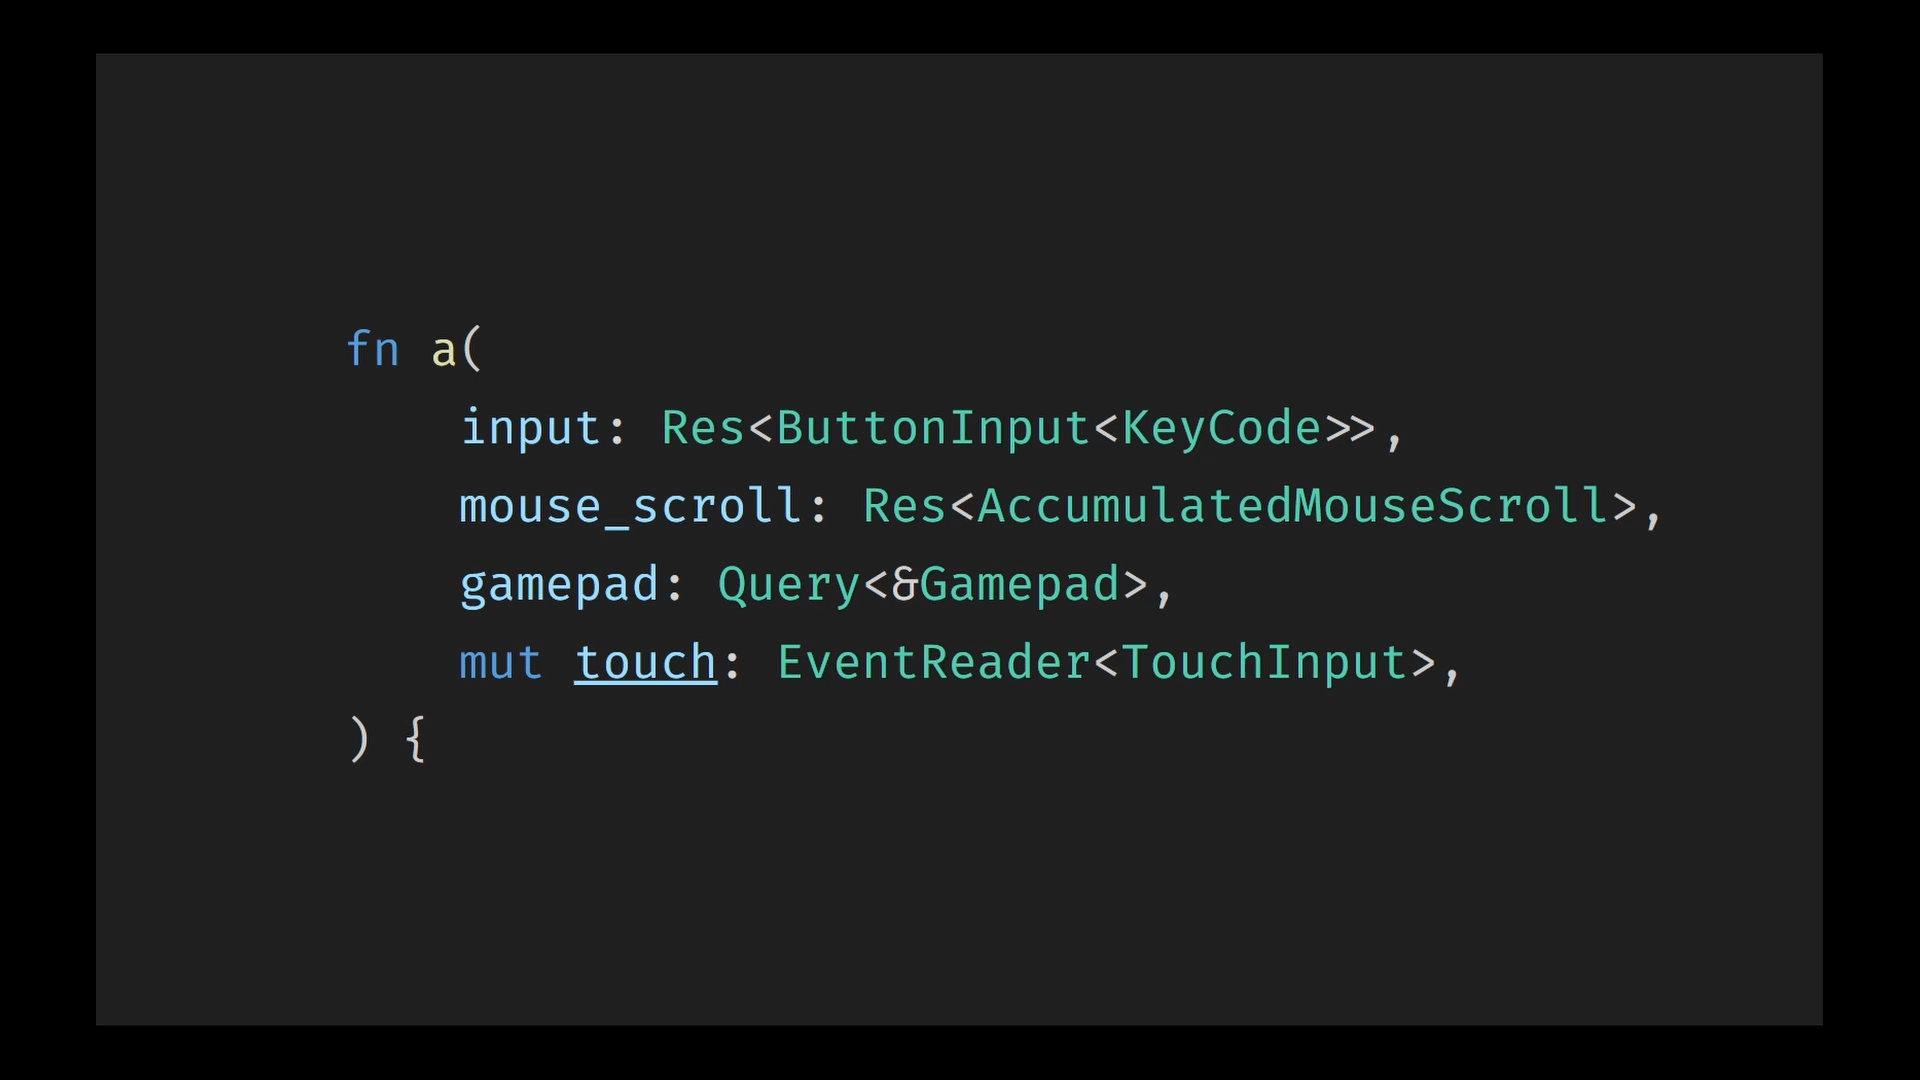 fn a(
input: Res<ButtonInput<KeyCode>>,
mouse_scroll: Res<AccumulatedMouseScroll>,
gamepad: Query<&Gamepad>,
mut touch: EventReader<TouchInput>,
) {